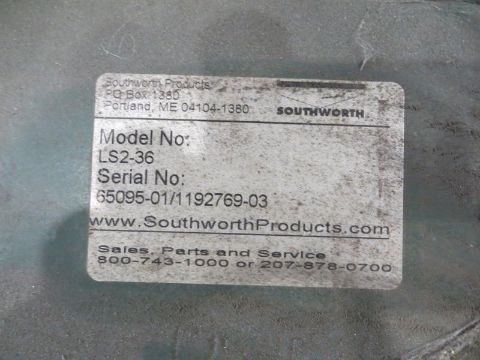 Southworth Products
PO Box 1380
Portland, ME 04104-1380
SOUTHWORTH
Model No:
LS2-36
Serial No:
65095-01/1192769-03
www.SouthworthProducts.com
Sales, Parts and Service
800-743-1000 or 207-878-0700